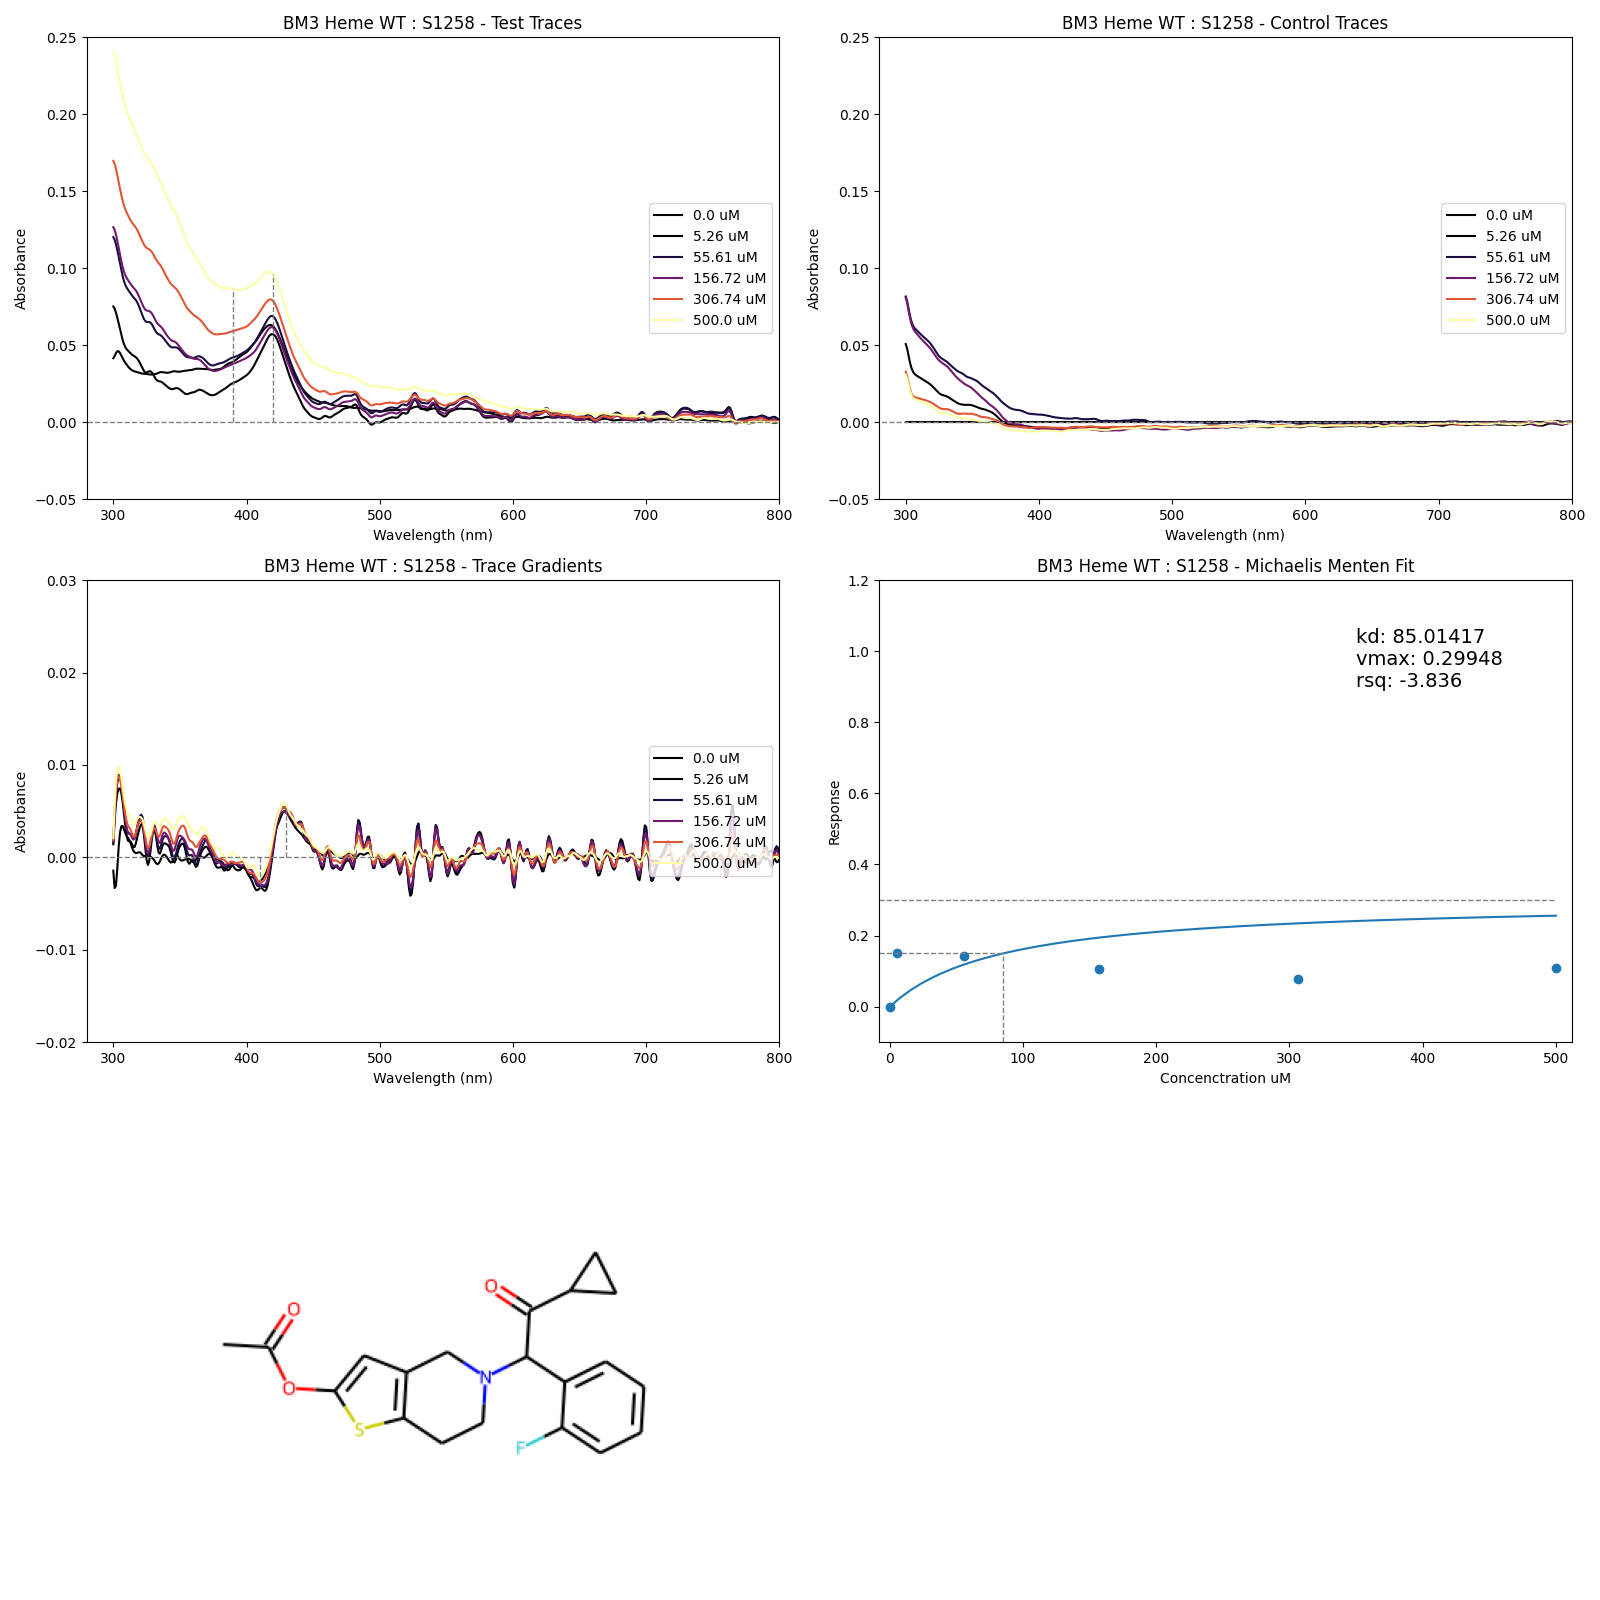 BM3 Heme WT : S1258 - Test Traces
0.25
0.20
0.15
0.10
0.05
0.00
−0.05
Absorbance
300
400
500
600
700
800
Wavelength (nm)
0.0 uM
5.26 uM
55.61 uM
156.72 uM
306.74 uM
500.0 uM
BM3 Heme WT : S1258 - Control Traces
0.25
0.20
0.15
0.10
0.05
0.00
−0.05
Absorbance
300
400
500
600
700
800
Wavelength (nm)
0.0 uM
5.26 uM
55.61 uM
156.72 uM
306.74 uM
500.0 uM
BM3 Heme WT : S1258 - Trace Gradients
0.03
0.02
0.01
0.00
−0.01
−0.02
Absorbance
300
400
500
600
700
800
Wavelength (nm)
0.0 uM
5.26 uM
55.61 uM
156.72 uM
306.74 uM
500.0 uM
BM3 Heme WT : S1258 - Michaelis Menten Fit
1.2
1.0
0.8
0.6
0.4
0.2
0.0
Response
0
100
200
300
400
500
Concenctration uM
kd: 85.01417
vmax: 0.29948
rsq: -3.836
O
O
O
N
S
F